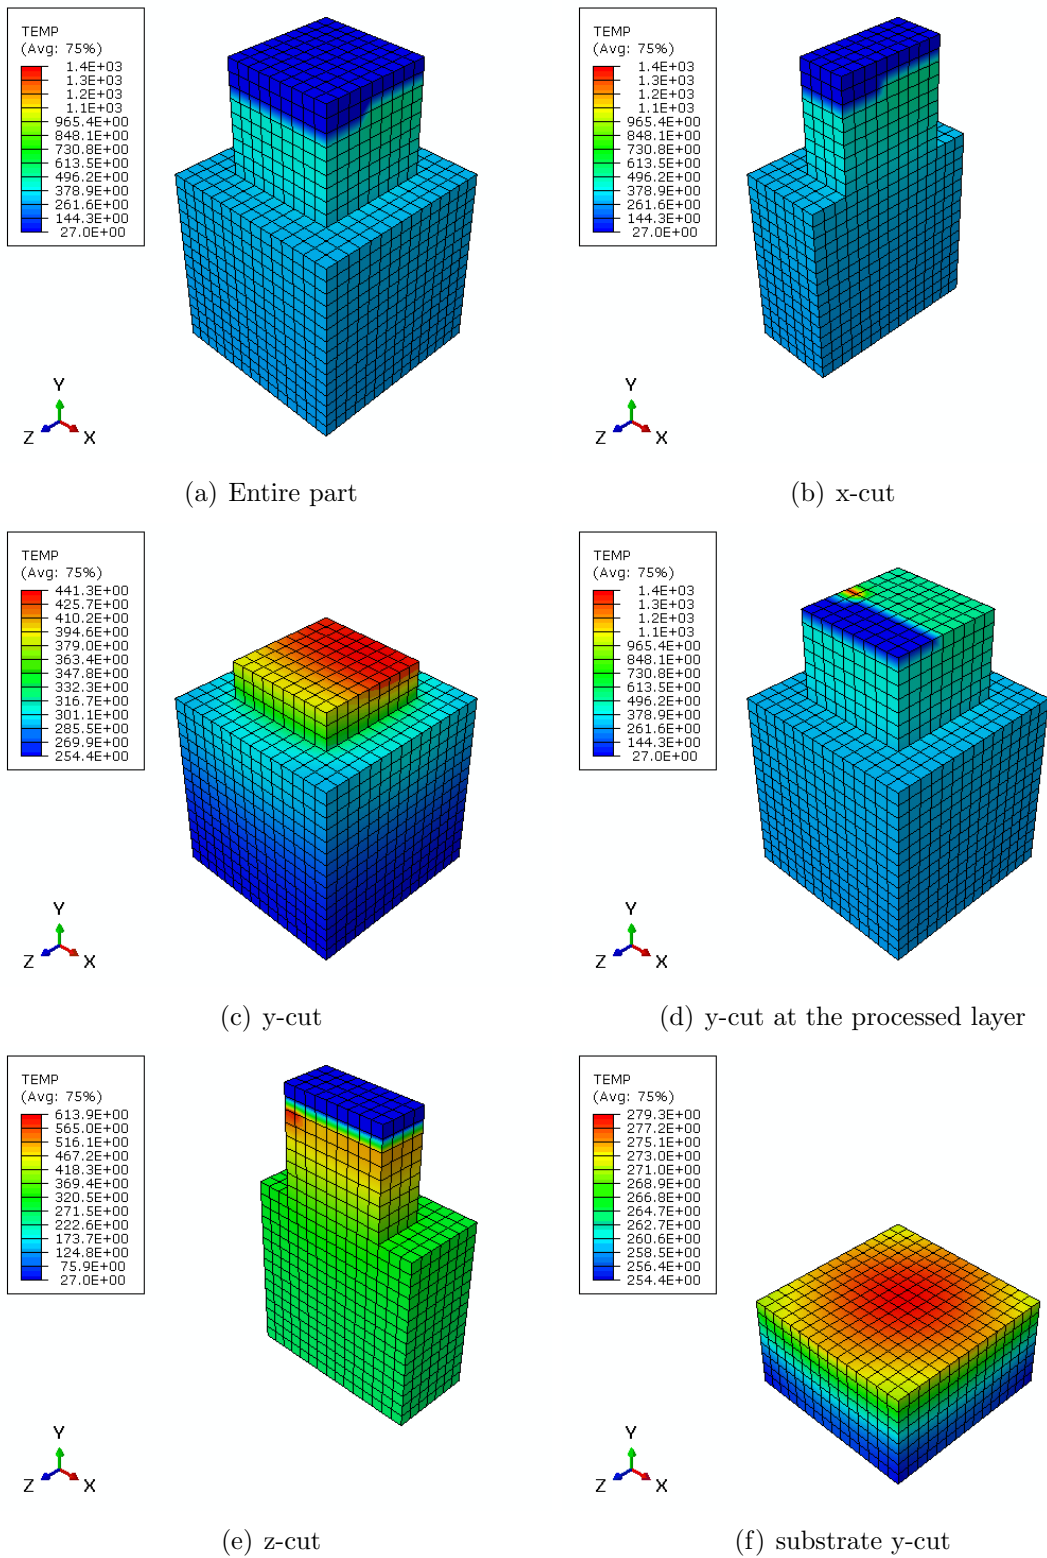 TEMP
(Avg: 75%)
1.4E+03
1.3E+03
1.2E+03
1.1E+03
965.4E+00
848.1E+00
730.8E+00
613.5E+00
496.2E+00
378.9E+00
261.6E+00
144.3E+00
27.0E+00
Y
Z
X
(a) Entire part
TEMP
(Avg: 75%)
1.4E+03
1.3E+03
1.2E+03
1.1E+03
965.4E+00
848.1E+00
730.8E+00
613.5E+00
496.2E+00
378.9E+00
261.6E+00
144.3E+00
27.0E+00
Y
Z
X
(b) x-cut
TEMP
(Avg: 75%)
441.3E+00
425.7E+00
410.2E+00
394.6E+00
379.0E+00
363.4E+00
347.8E+00
332.3E+00
316.7E+00
301.1E+00
285.5E+00
269.9E+00
254.4E+00
Y
Z
X
(c) y-cut
TEMP
(Avg: 75%)
1.4E+03
1.3E+03
1.2E+03
1.1E+03
965.4E+00
848.1E+00
730.8E+00
613.5E+00
496.2E+00
378.9E+00
261.6E+00
144.3E+00
27.0E+00
Y
Z
X
(d) y-cut at the processed layer
TEMP
(Avg: 75%)
613.9E+00
565.0E+00
516.1E+00
467.2E+00
418.3E+00
369.4E+00
320.5E+00
271.5E+00
222.6E+00
173.7E+00
124.8E+00
75.9E+00
27.0E+00
Y
Z
X
(e) z-cut
TEMP
(Avg: 75%)
279.3E+00
277.2E+00
275.1E+00
273.0E+00
271.0E+00
268.9E+00
266.8E+00
264.7E+00
262.7E+00
260.6E+00
258.5E+00
256.4E+00
254.4E+00
Y
Z
X
(f) substrate y-cut